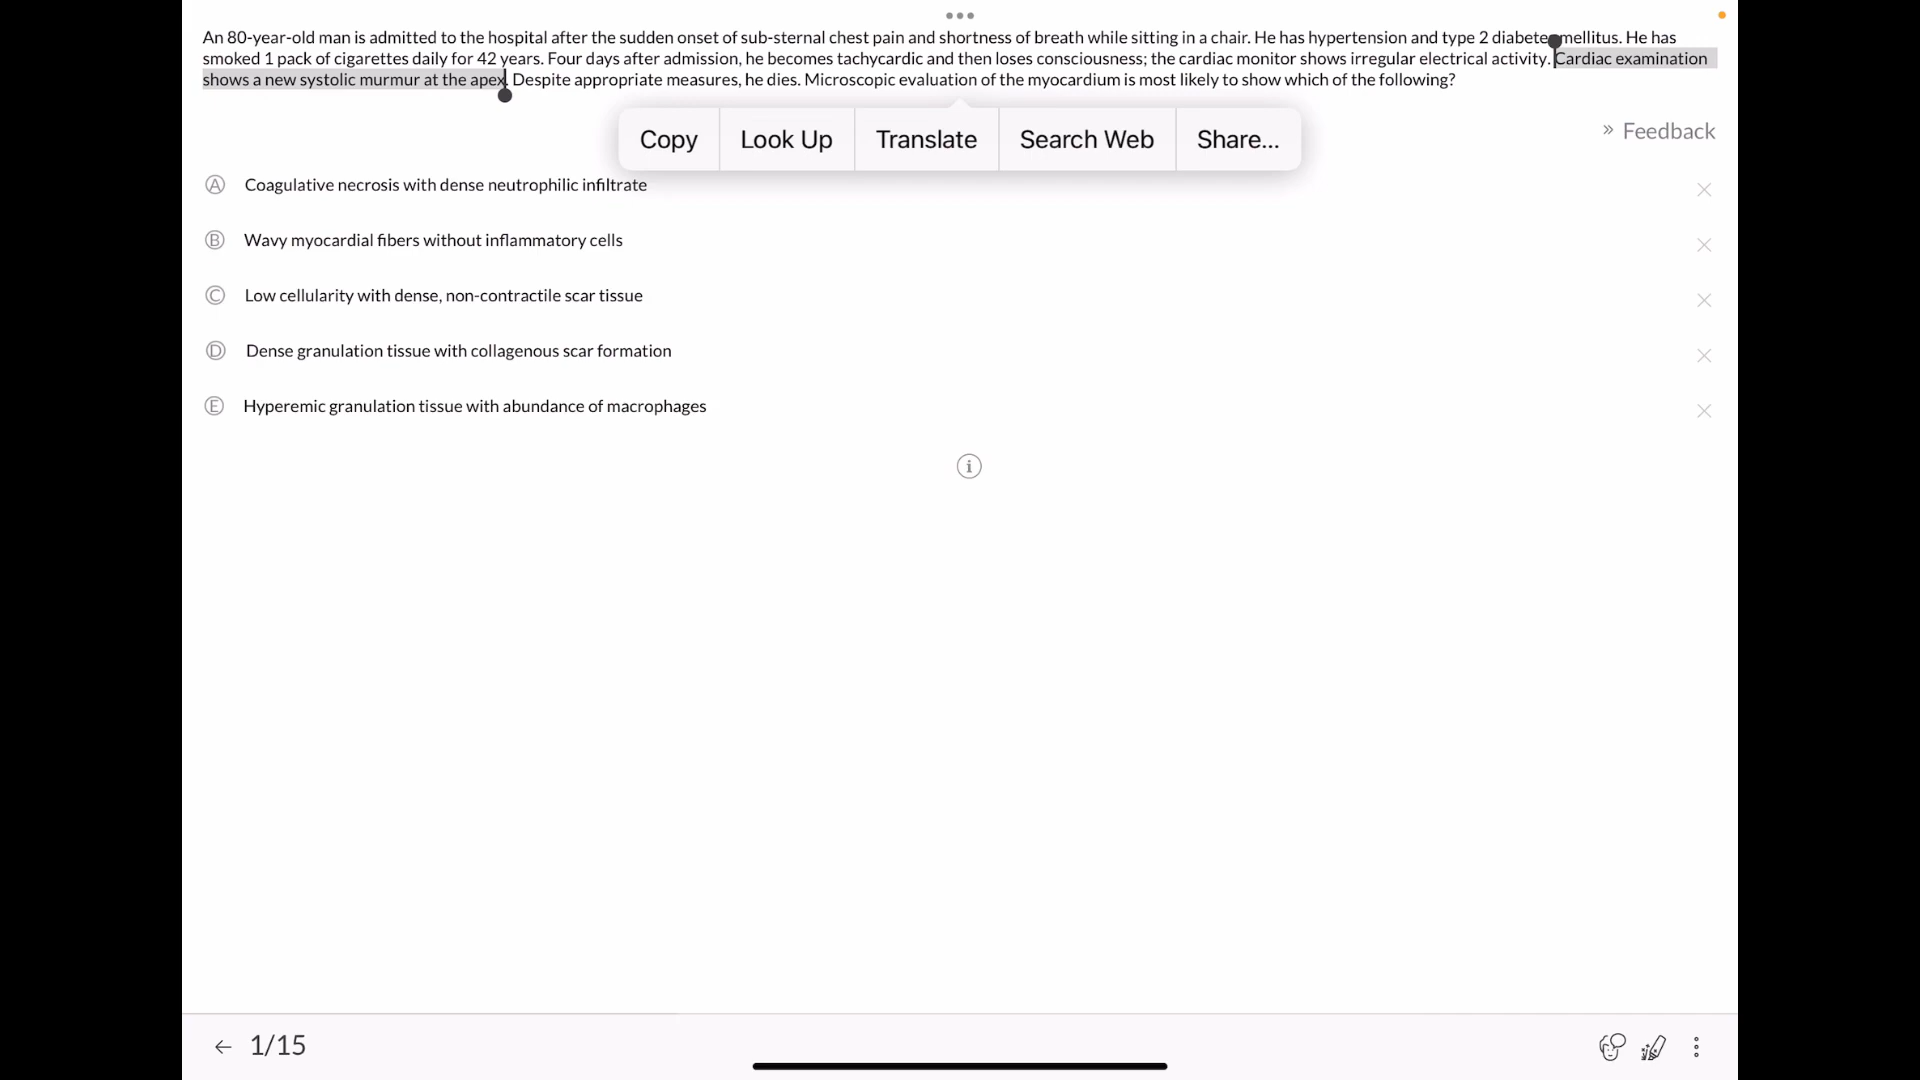 An 80-year-old man is admitted to the hospital after the sudden onset of sub-sternal chest pain and shortness of breath while sitting in a chair. He has hypertension and type 2 diabetes mellitus. He has
smoked 1 pack of cigarettes daily for 42 years. Four days after admission, he becomes tachycardic and then loses consciousness; the cardiac monitor shows irregular electrical activity. Cardiac examination
shows a new systolic murmur at the apex. Despite appropriate measures, he dies. Microscopic evaluation of the myocardium is most likely to show which of the following?
Copy Look Up Translate Search Web Share...
» Feedback
A Coagulative necrosis with dense neutrophilic infiltrate
B Wavy myocardial fibers without inflammatory cells
C Low cellularity with dense, non-contractile scar tissue
D Dense granulation tissue with collagenous scar formation
E Hyperemic granulation tissue with abundance of macrophages
i
← 1/15